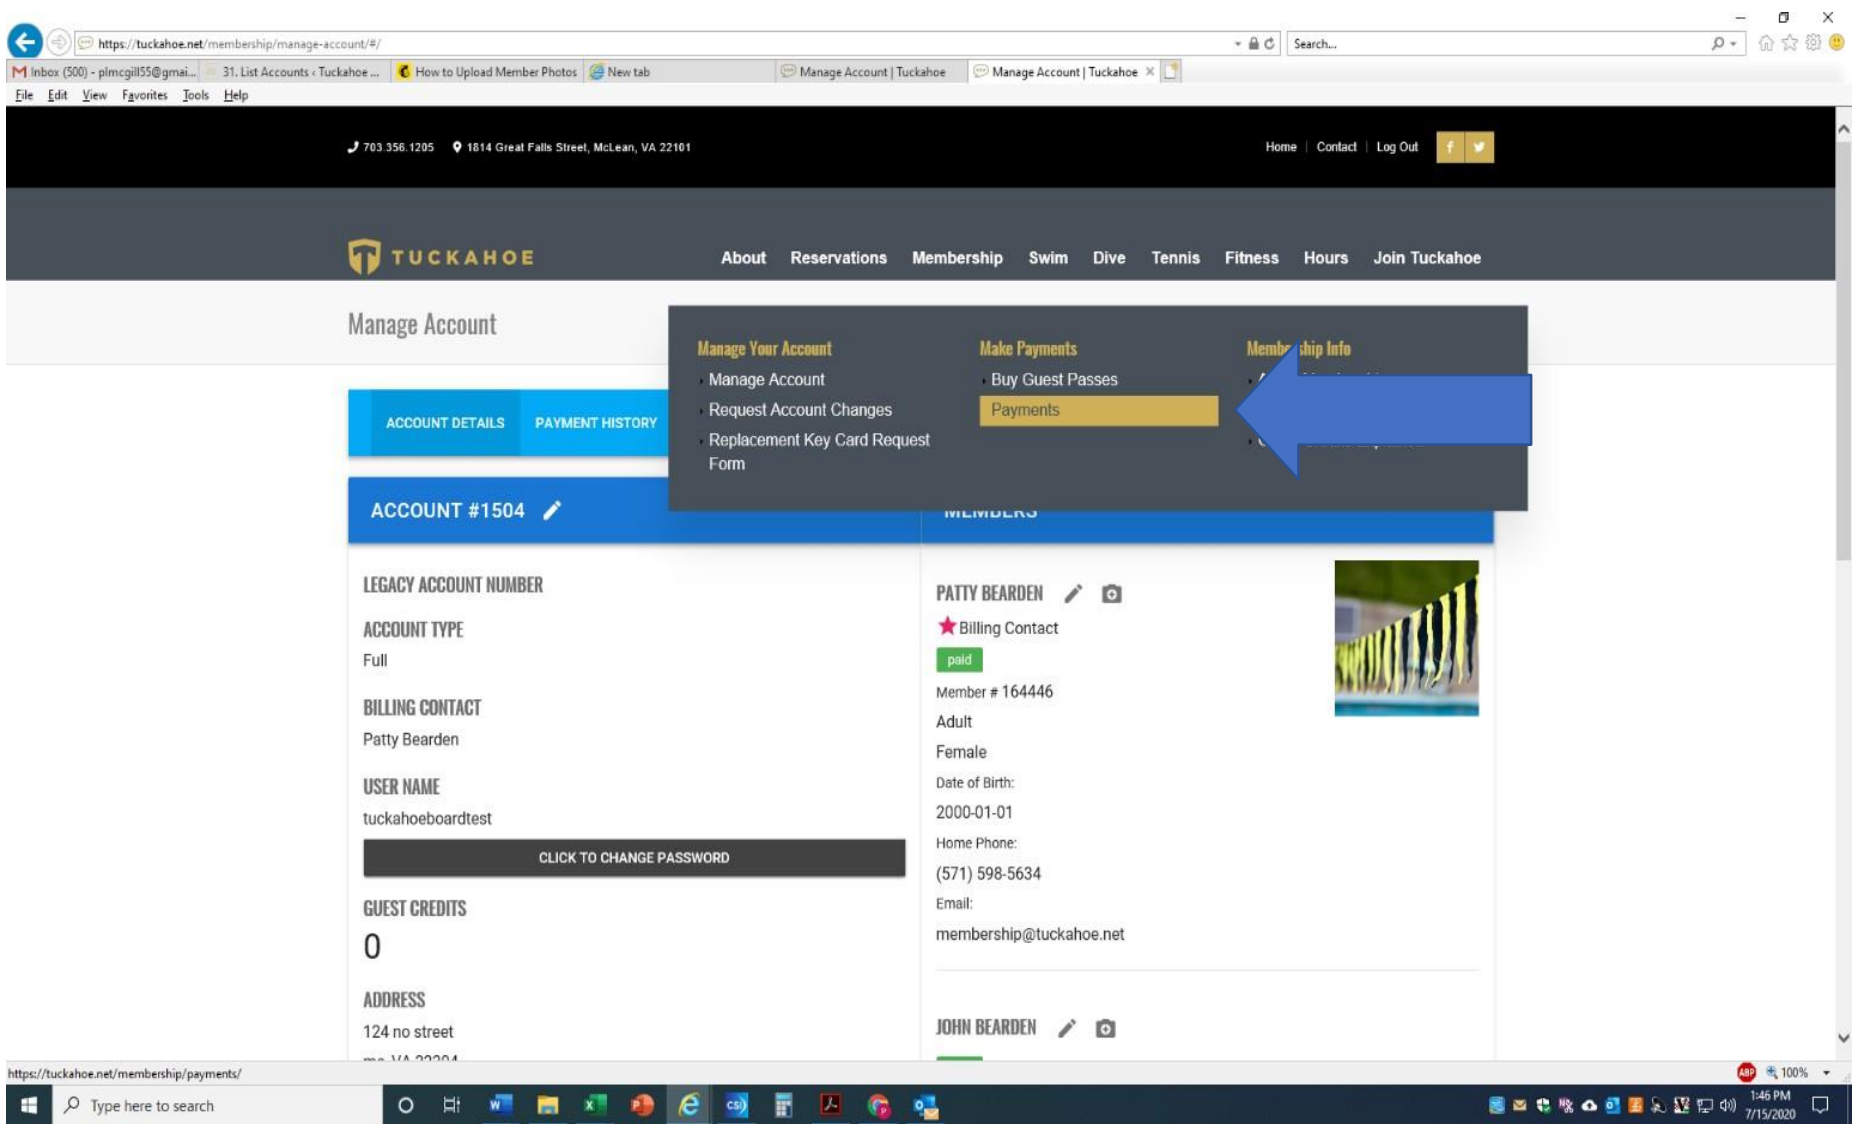 https://tuckahoe.net/membership/manage-account/#/
Search...
Inbox (500) - plmcgill55@gmai...
31. List Accounts ‹ Tuckahoe ...
How to Upload Member Photos
New tab
Manage Account | Tuckahoe
Manage Account | Tuckahoe
File Edit View Favorites Tools Help
703.356.1205 1814 Great Falls Street, McLean, VA 22101
Home | Contact | Log Out
TUCKAHOE
About Reservations Membership Swim Dive Tennis Fitness Hours Join Tuckahoe
Manage Account
Manage Your Account
Manage Account
Request Account Changes
Replacement Key Card Request
Form
Make Payments
Buy Guest Passes
Payments
Membership Info
ACCOUNT DETAILS PAYMENT HISTORY
ACCOUNT #1504
MEMBERS
LEGACY ACCOUNT NUMBER
ACCOUNT TYPE
Full
BILLING CONTACT
Patty Bearden
USER NAME
tuckahoeboardtest
CLICK TO CHANGE PASSWORD
GUEST CREDITS
0
ADDRESS
124 no street
PATTY BEARDEN
Billing Contact
paid
Member # 164446
Adult
Female
Date of Birth:
2000-01-01
Home Phone:
(571) 598-5634
Email:
membership@tuckahoe.net
JOHN BEARDEN
https://tuckahoe.net/membership/payments/
ABP 100%
Type here to search
1:46 PM
7/15/2020